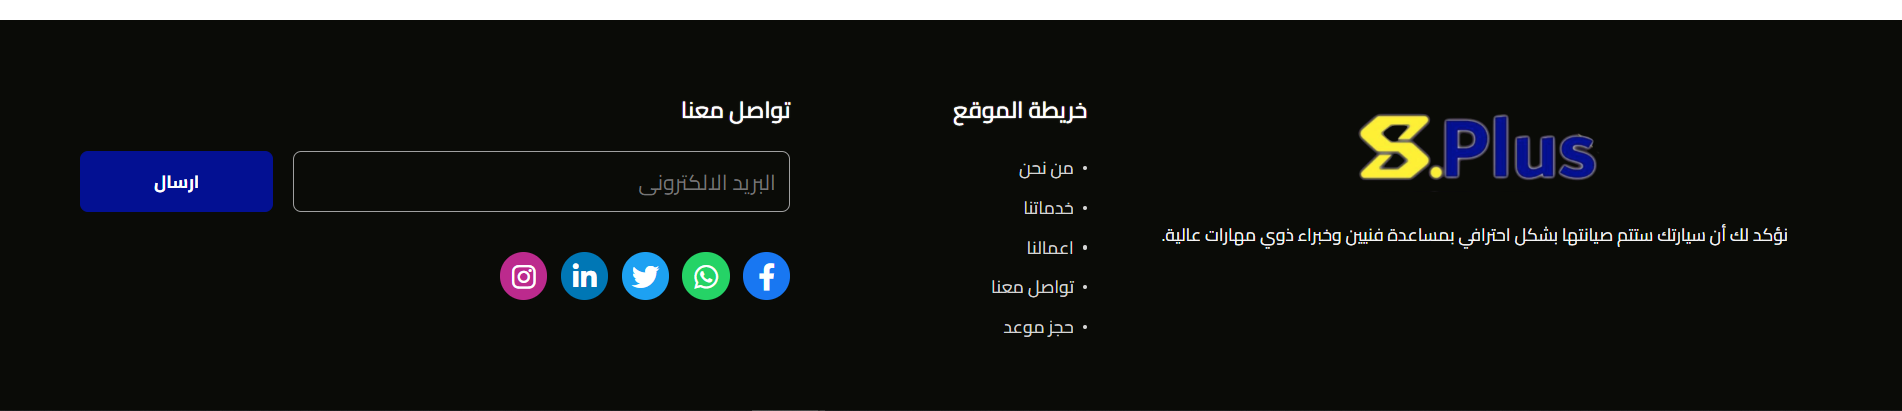 S.Plus
نؤكد لك أن سيارتك ستتم صيانتها بشكل احترافي بمساعدة فنيين وخبراء ذوي مهارات عالية.
خريطة الموقع
• من نحن
• خدماتنا
• اعمالنا
• تواصل معنا
• حجز موعد
تواصل معنا
البريد الالكترونى
ارسال